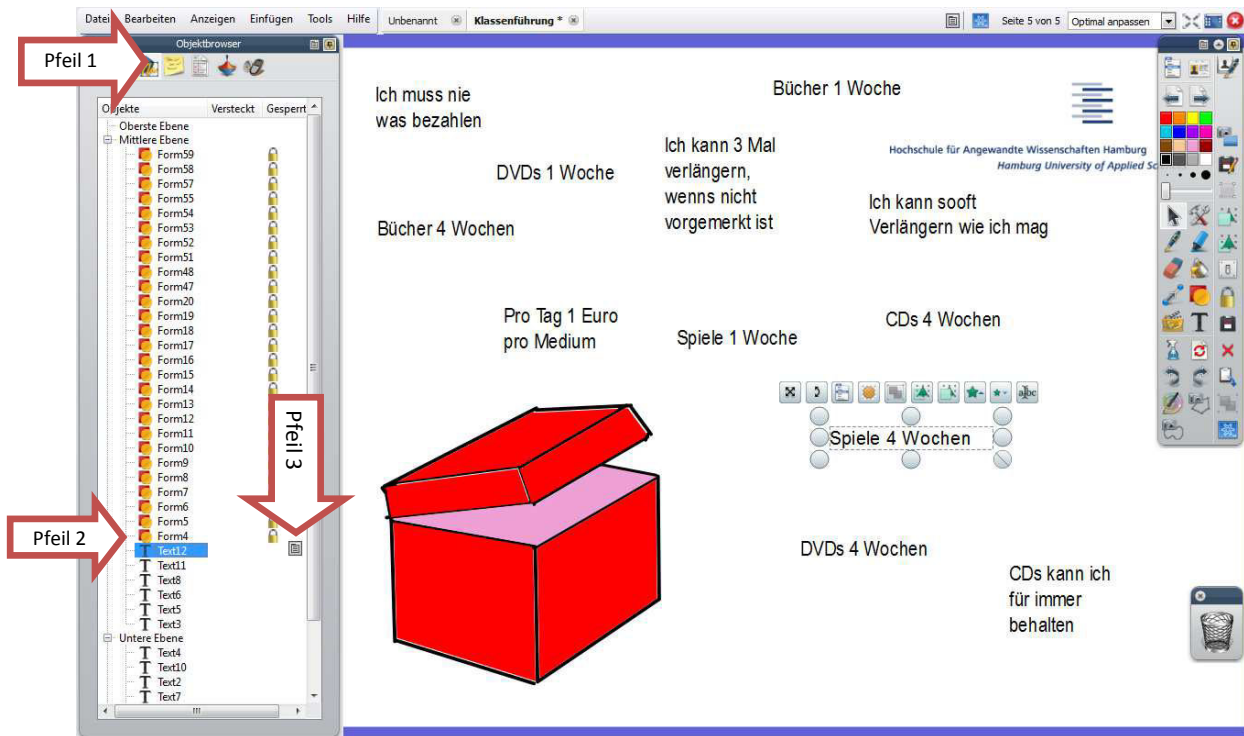 Datei Bearbeiten Anzeigen Einfügen Tools Hilfe
Unbenannt
Klassenführung *
Seite 5 von 5
Optimal anpassen
Pfeil 1
Objektbrowser
Objekte Versteckt Gesperrt
Oberste Ebene
Mittlere Ebene
Form59
Form58
Form57
Form55
Form54
Form53
Form52
Form51
Form48
Form47
Form20
Form19
Form18
Form17
Form16
Form15
Form14
Form13
Form12
Form11
Form10
Form9
Form8
Form7
Form6
Form5
Form4
Text12
Text11
Text8
Text6
Text5
Text3
Untere Ebene
Text4
Text10
Text2
Text7
Pfeil 2
Pfeil 3
Ich muss nie
was bezahlen
Bücher 1 Woche
DVDs 1 Woche
Ich kann 3 Mal
verlängern,
wenns nicht
vorgemerkt ist
Hochschule für Angewandte Wissenschaften Hamburg
Hamburg University of Applied Sc
Ich kann sooft
Verlängern wie ich mag
Bücher 4 Wochen
Pro Tag 1 Euro
pro Medium
Spiele 1 Woche
CDs 4 Wochen
Spiele 4 Wochen
DVDs 4 Wochen
CDs kann ich
für immer
behalten